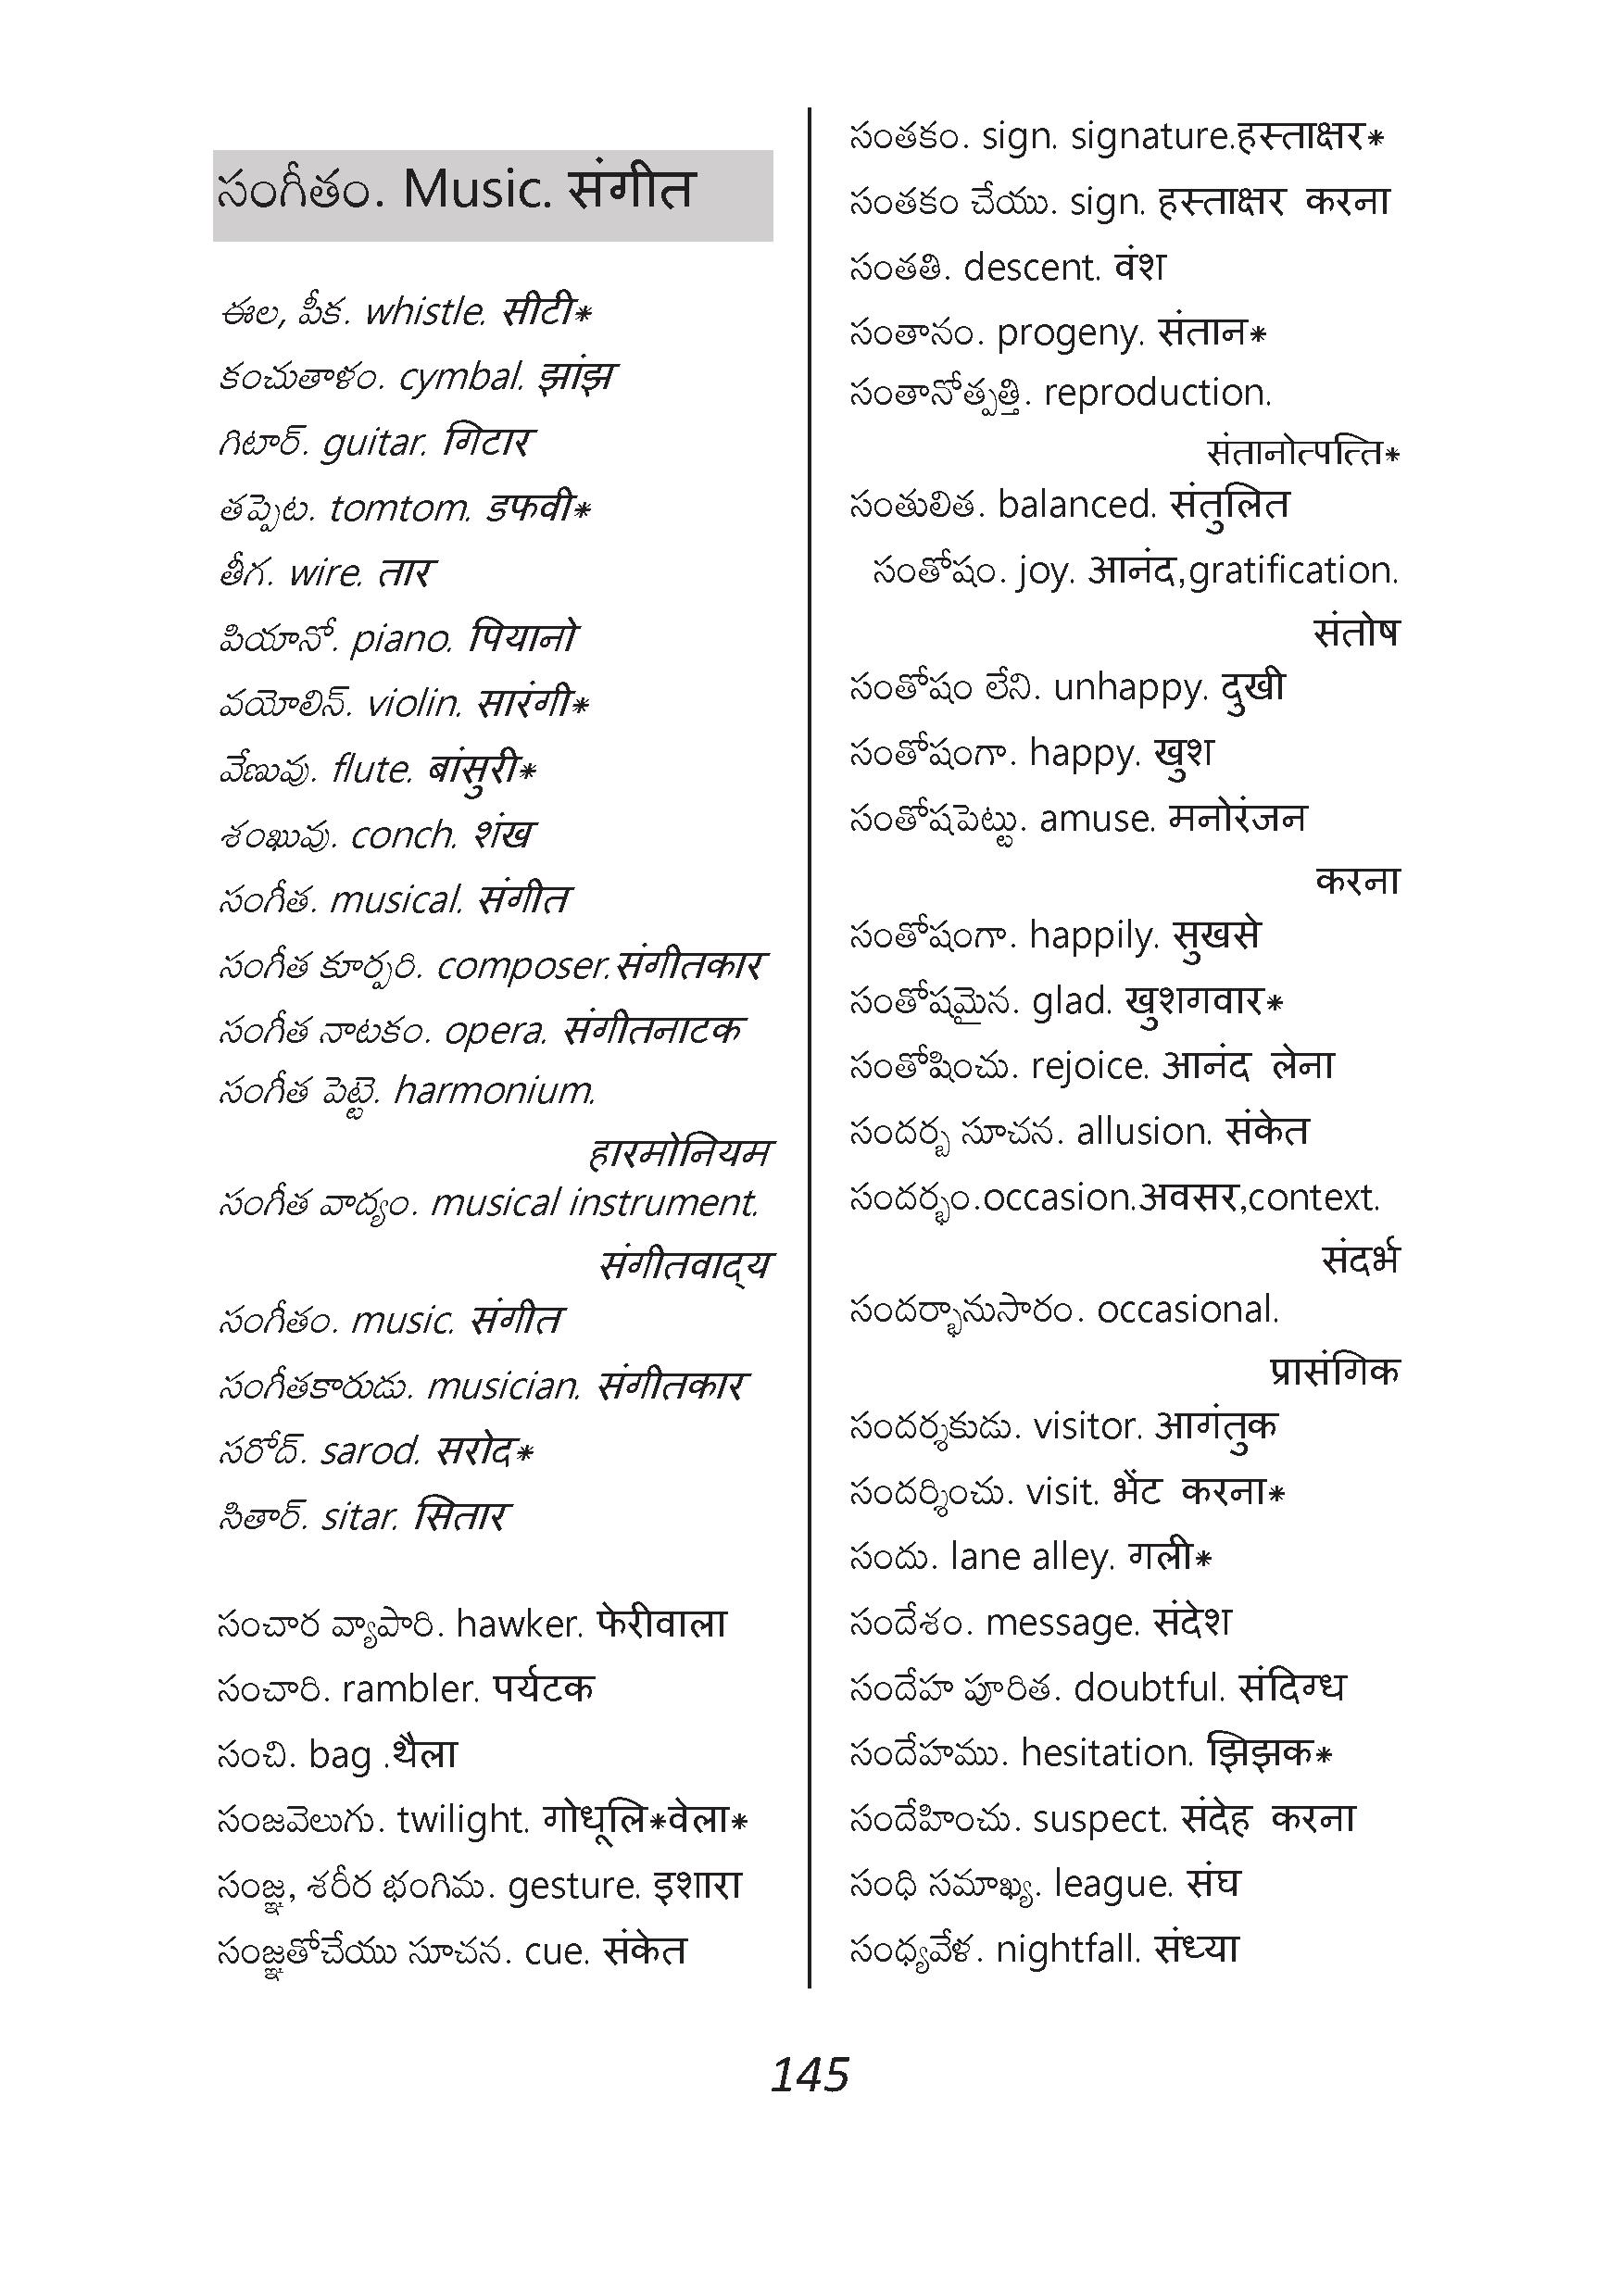 సంగీతం. Music. संगीत
ఈల, పీక. whistle. सीटी*
కంచుతాళం. cymbal. झांझ
గిటార్. guitar. गिटार
తప్పెట. tomtom. डफवी*
తీగ. wire. तार
పియానో. piano. पियानो
వయోలిన్. violin. सारंगी*
వేణువు. flute. बांसुरी*
శంఖువు. conch. शंख
సంగీత. musical. संगीत
సంగీత కూర్పరి. composer.संगीतकार
సంగీత నాటకం. opera. संगीतनाटक
సంగీత పెట్టె. harmonium.
हारमोनियम
సంగీత వాద్యం. musical instrument.
संगीतवाद्य
సంగీతం. music. संगीत
సంగీతకారుడు. musician. संगीतकार
సరోద్. sarod. सरोद*
సితార్. sitar. सितार
సంచార వ్యాపారి. hawker. फेरीवाला
సంచారి. rambler. पर्यटक
సంచి. bag .थैला
సంజవెలుగు. twilight. गोधूलि*वेला*
సంజ్ఞ, శరీర భంగిమ. gesture. इशारा
సంజ్ఞతోచేయు సూచన. cue. संकेत
సంతకం. sign. signature.हस्ताक्षर*
సంతకం చేయు. sign. हस्ताक्षर करना
సంతతి. descent. वंश
సంతానం. progeny. संतान*
సంతానోత్పత్తి. reproduction.
संतानोत्पत्ति*
సంతులిత. balanced. संतुलित
సంతోషం. joy. आनंद,gratification.
संतोष
సంతోషం లేని. unhappy. दुखी
సంతోషంగా. happy. खुश
సంతోషపెట్టు. amuse. मनोरंजन
करना
సంతోషంగా. happily. सुखसे
సంతోషమైన. glad. खुशगवार*
సంతోషించు. rejoice. आनंद लेना
సందర్బ సూచన. allusion. संकेत
సందర్భం.occasion.अवसर,context.
संदर्भ
సందర్భానుసారం. occasional.
प्रासंगिक
సందర్శకుడు. visitor. आगंतुक
సందర్శించు. visit. भेंट करना*
సందు. lane alley. गली*
సందేశం. message. संदेश
సందేహ పూరిత. doubtful. संदिग्ध
సందేహము. hesitation. झिझक*
సందేహించు. suspect. संदेह करना
సంధి సమాఖ్య. league. संघ
సంధ్యవేళ. nightfall. संध्या
145